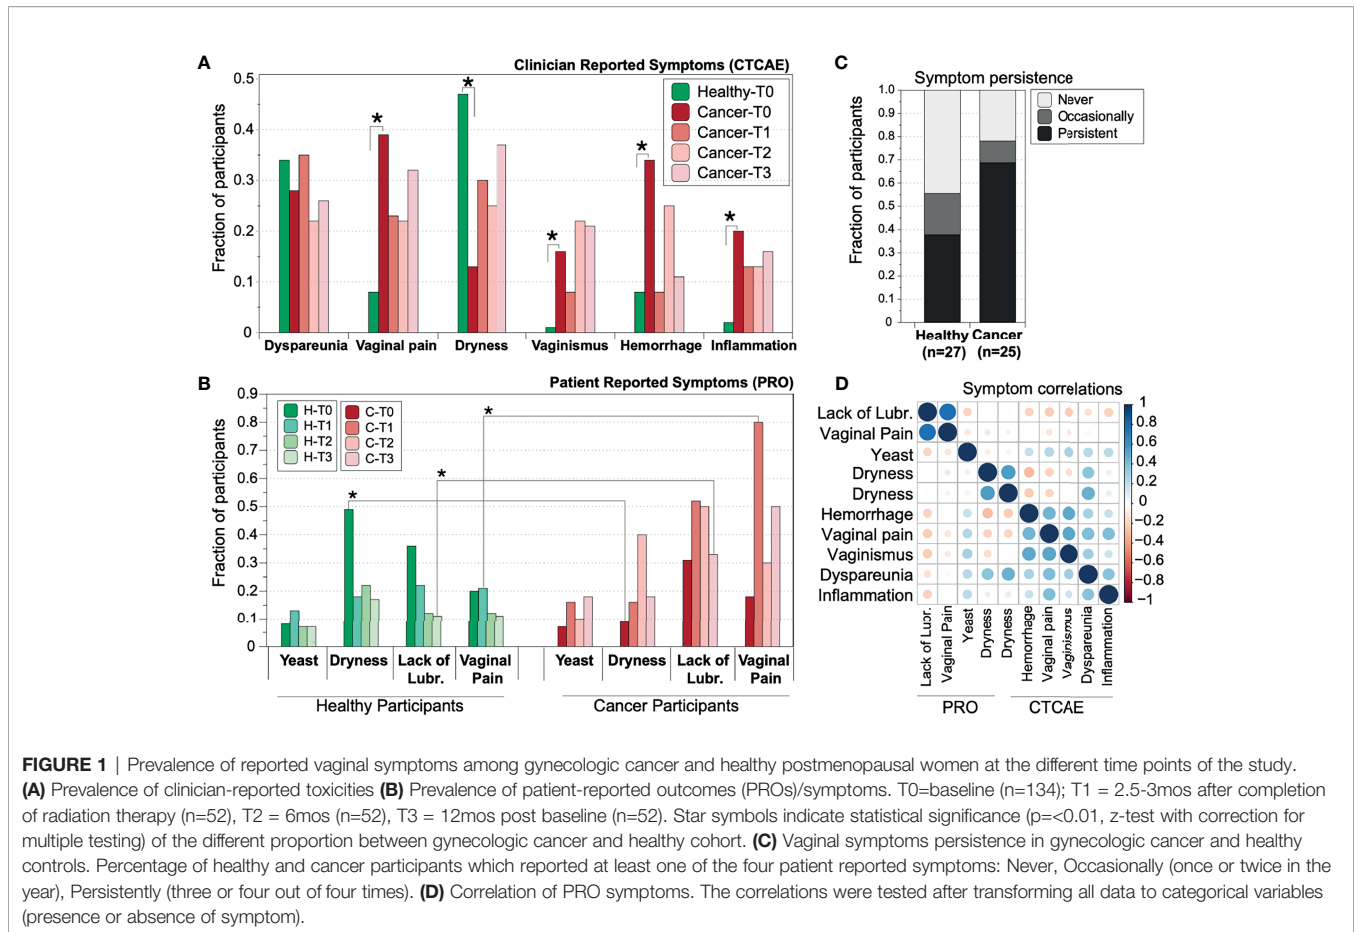 A
Clinician Reported Symptoms (CTCAE)
Fraction of participants
0.5
0.4
0.3
0.2
0.1
0
* * * * *
Healthy-T0
Cancer-T0
Cancer-T1
Cancer-T2
Cancer-T3
Dyspareunia Vaginal pain Dryness Vaginismus Hemorrhage Inflammation
C
Symptom persistence
Fraction of participants
1.0
0.9
0.8
0.7
0.6
0.5
0.4
0.3
0.2
0.1
0
Never
Occasionally
Persistent
Healthy Cancer
(n=27) (n=25)
B
Patient Reported Symptoms (PRO)
Fraction of participants
0.9
0.8
0.7
0.6
0.5
0.4
0.3
0.2
0.1
0
H-T0 C-T0
H-T1 C-T1
H-T2 C-T2
H-T3 C-T3
* * *
Yeast Dryness Lack of Vaginal Yeast Dryness Lack of Vaginal
Lubr. Pain Lubr. Pain
Healthy Participants Cancer Participants
D
Symptom correlations
Lack of Lubr.
Vaginal Pain
Yeast
Dryness
Dryness
Hemorrhage
Vaginal pain
Vaginismus
Dyspareunia
Inflammation
1
0.8
0.6
0.4
0.2
0
−0.2
−0.4
−0.6
−0.8
−1
Lack of Lubr.
Vaginal Pain
Yeast
Dryness
Dryness
Hemorrhage
Vaginal pain
Vaginismus
Dyspareunia
Inflammation
PRO CTCAE
FIGURE 1 | Prevalence of reported vaginal symptoms among gynecologic cancer and healthy postmenopausal women at the different time points of the study.
(A) Prevalence of clinician-reported toxicities (B) Prevalence of patient-reported outcomes (PROs)/symptoms. T0=baseline (n=134); T1 = 2.5-3mos after completion
of radiation therapy (n=52), T2 = 6mos (n=52), T3 = 12mos post baseline (n=52). Star symbols indicate statistical significance (p=<0.01, z-test with correction for
multiple testing) of the different proportion between gynecologic cancer and healthy cohort. (C) Vaginal symptoms persistence in gynecologic cancer and healthy
controls. Percentage of healthy and cancer participants which reported at least one of the four patient reported symptoms: Never, Occasionally (once or twice in the
year), Persistently (three or four out of four times). (D) Correlation of PRO symptoms. The correlations were tested after transforming all data to categorical variables
(presence or absence of symptom).